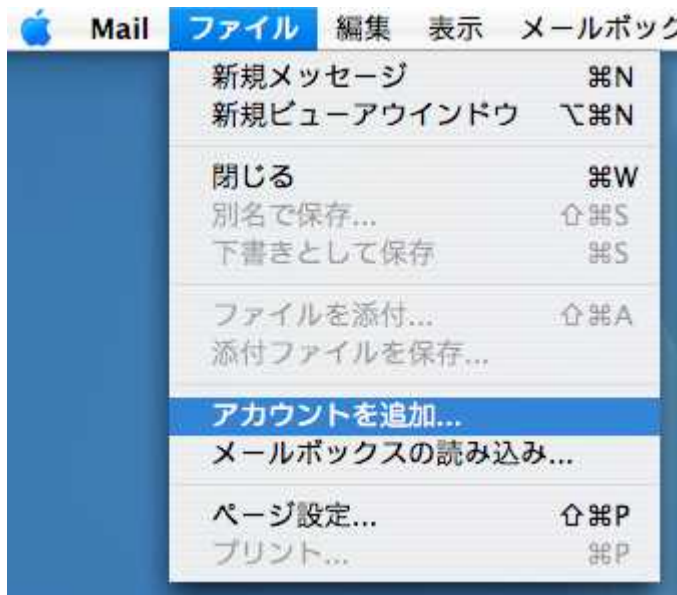 Mail ファイル 編集 表示 メールボック
新規メッセージ ⌘N
新規ビューアウインドウ ⌥⌘N
閉じる ⌘W
別名で保存... ⇧⌘S
下書きとして保存 ⌘S
ファイルを添付... ⇧⌘A
添付ファイルを保存...
アカウントを追加...
メールボックスの読み込み...
ページ設定... ⇧⌘P
プリント... ⌘P